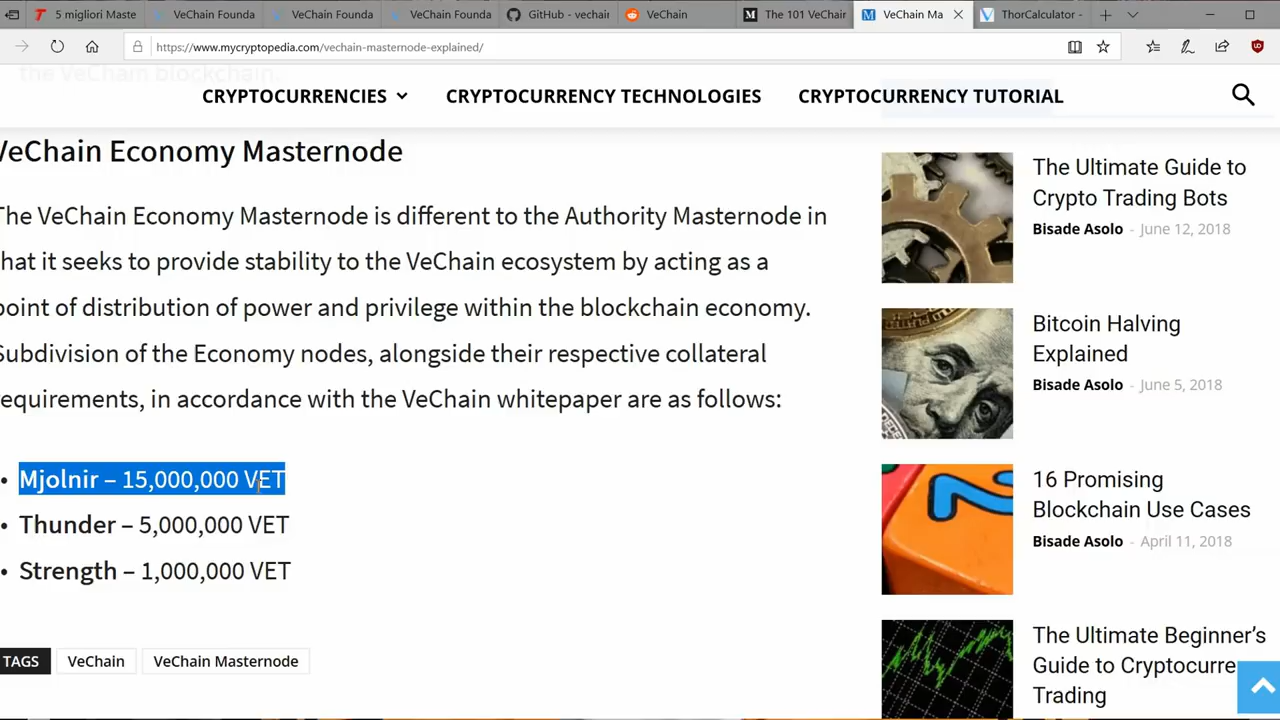 5 migliori Maste
VeChain Founda
VeChain Founda
VeChain Founda
GitHub - vechair
VeChain
The 101 VeChair
VeChain Ma
ThorCalculator -
https://www.mycryptopedia.com/vechain-masternode-explained/
the VeChain blockchain.
CRYPTOCURRENCIES
CRYPTOCURRENCY TECHNOLOGIES
CRYPTOCURRENCY TUTORIAL
VeChain Economy Masternode
The VeChain Economy Masternode is different to the Authority Masternode in
hat it seeks to provide stability to the VeChain ecosystem by acting as a
point of distribution of power and privilege within the blockchain economy.
Subdivision of the Economy nodes, alongside their respective collateral
equirements, in accordance with the VeChain whitepaper are as follows:
• Mjolnir – 15,000,000 VET
• Thunder – 5,000,000 VET
• Strength – 1,000,000 VET
TAGS
VeChain
VeChain Masternode
The Ultimate Guide to
Crypto Trading Bots
Bisade Asolo - June 12, 2018
Bitcoin Halving
Explained
Bisade Asolo - June 5, 2018
16 Promising
Blockchain Use Cases
Bisade Asolo - April 11, 2018
The Ultimate Beginner's
Guide to Cryptocurre
Trading